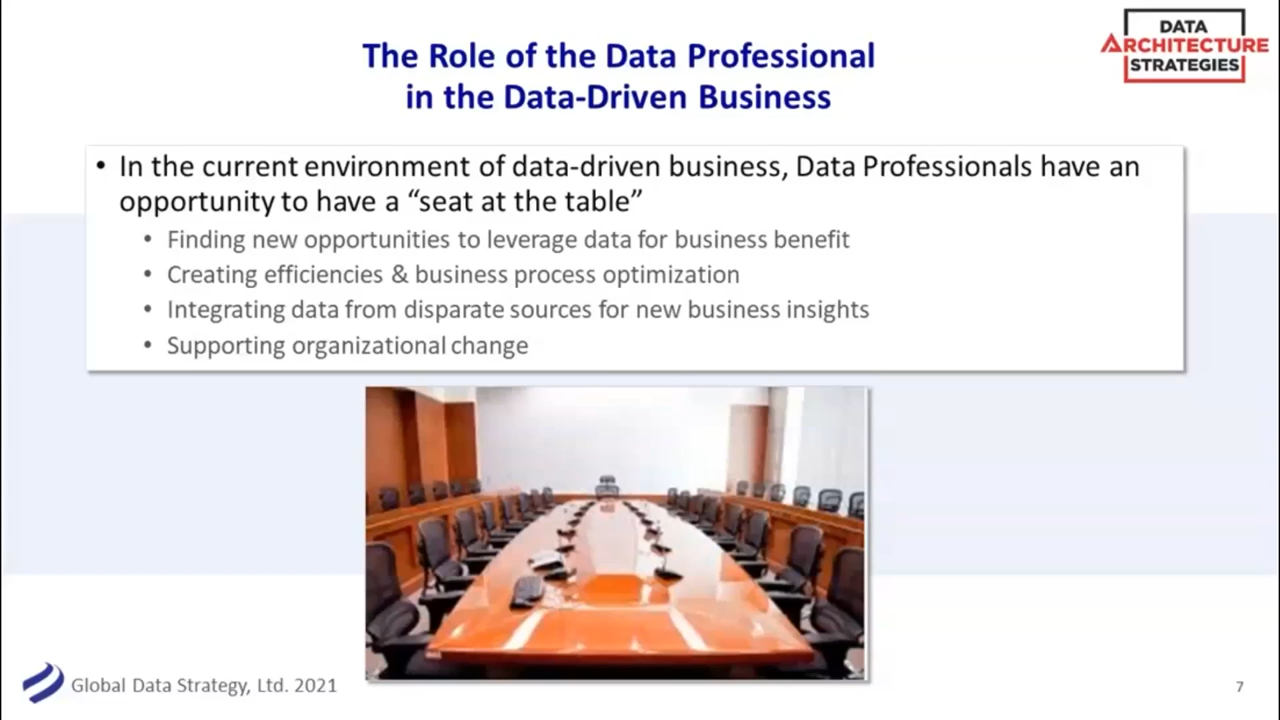 The Role of the Data Professional
in the Data-Driven Business
DATA
ARCHITECTURE
STRATEGIES
• In the current environment of data-driven business, Data Professionals have an
opportunity to have a “seat at the table”
• Finding new opportunities to leverage data for business benefit
• Creating efficiencies & business process optimization
• Integrating data from disparate sources for new business insights
• Supporting organizational change
Global Data Strategy, Ltd. 2021
7